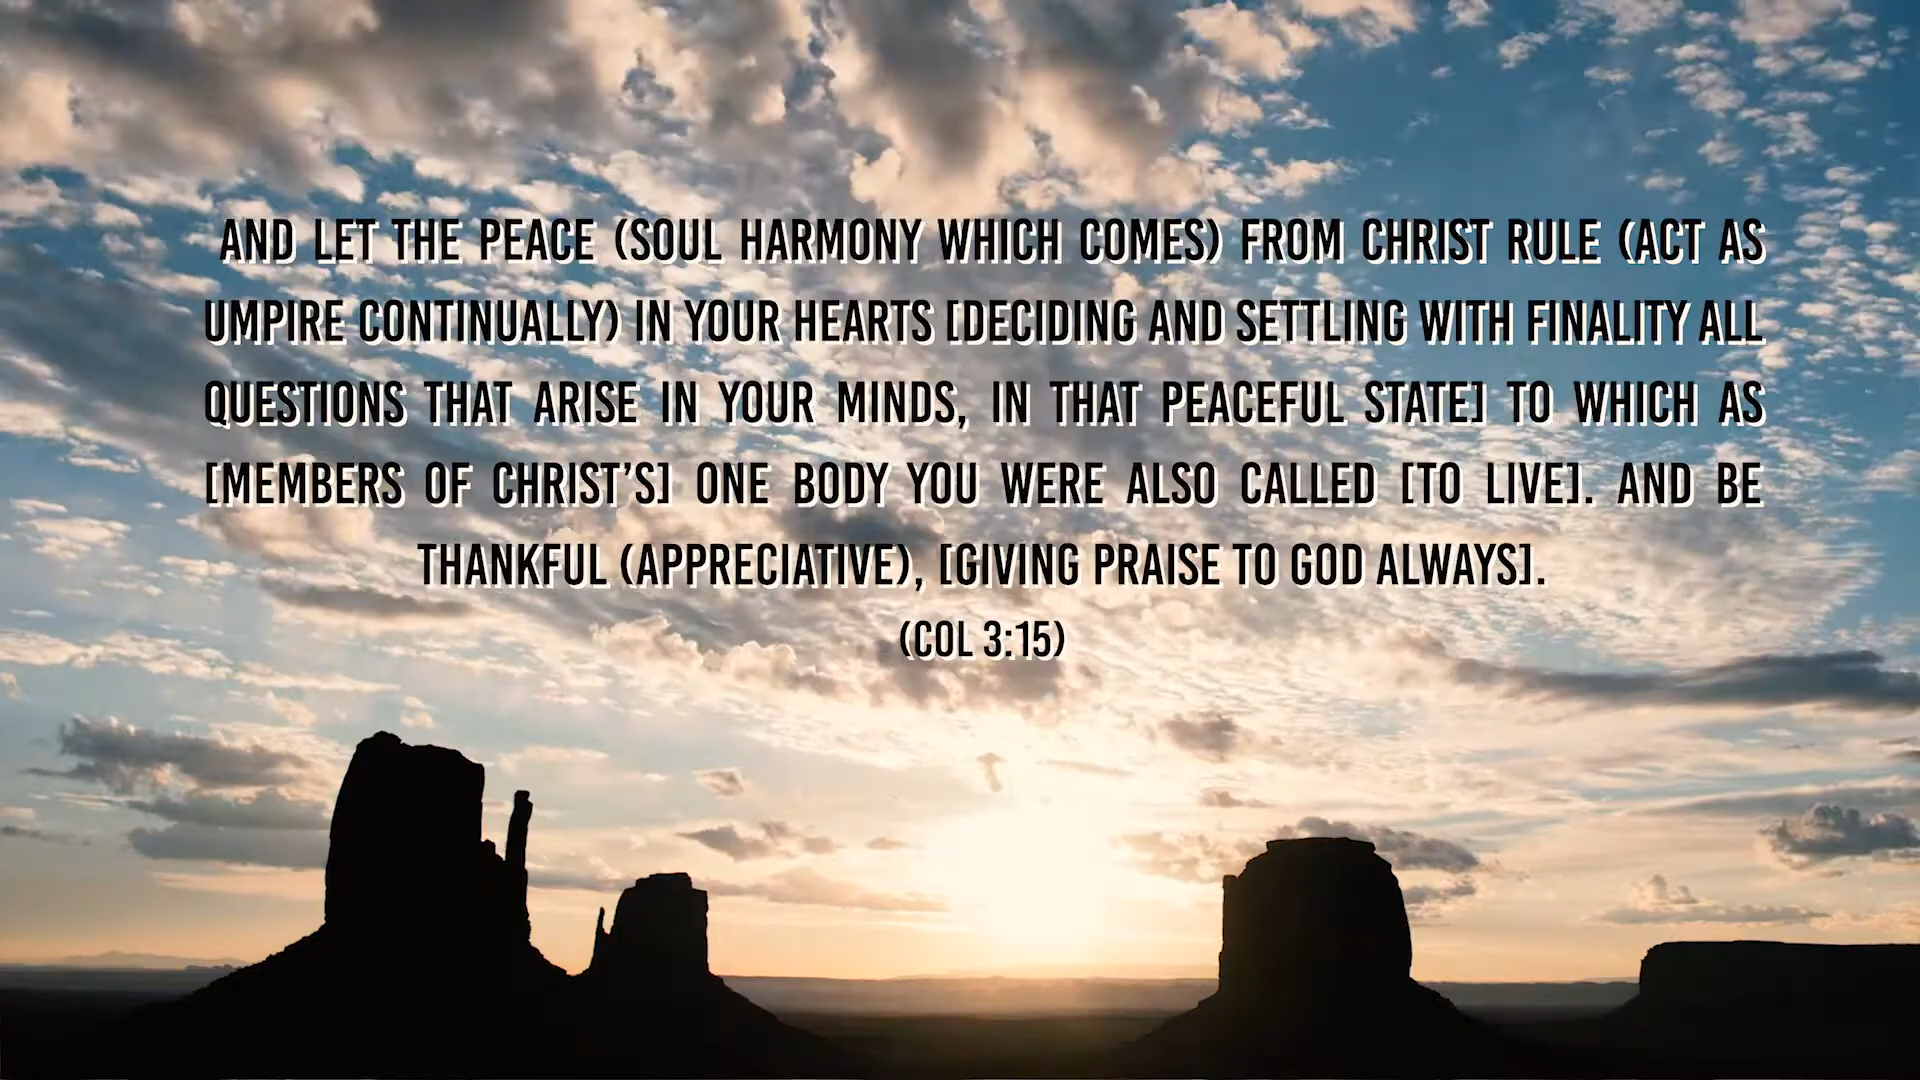 AND LET THE PEACE (SOUL HARMONY WHICH COMES) FROM CHRIST RULE (ACT AS
UMPIRE CONTINUALLY) IN YOUR HEARTS [DECIDING AND SETTLING WITH FINALITY ALL
QUESTIONS THAT ARISE IN YOUR MINDS, IN THAT PEACEFUL STATE] TO WHICH AS
[MEMBERS OF CHRIST’S] ONE BODY YOU WERE ALSO CALLED [TO LIVE]. AND BE
THANKFUL (APPRECIATIVE), [GIVING PRAISE TO GOD ALWAYS].
(COL 3:15)